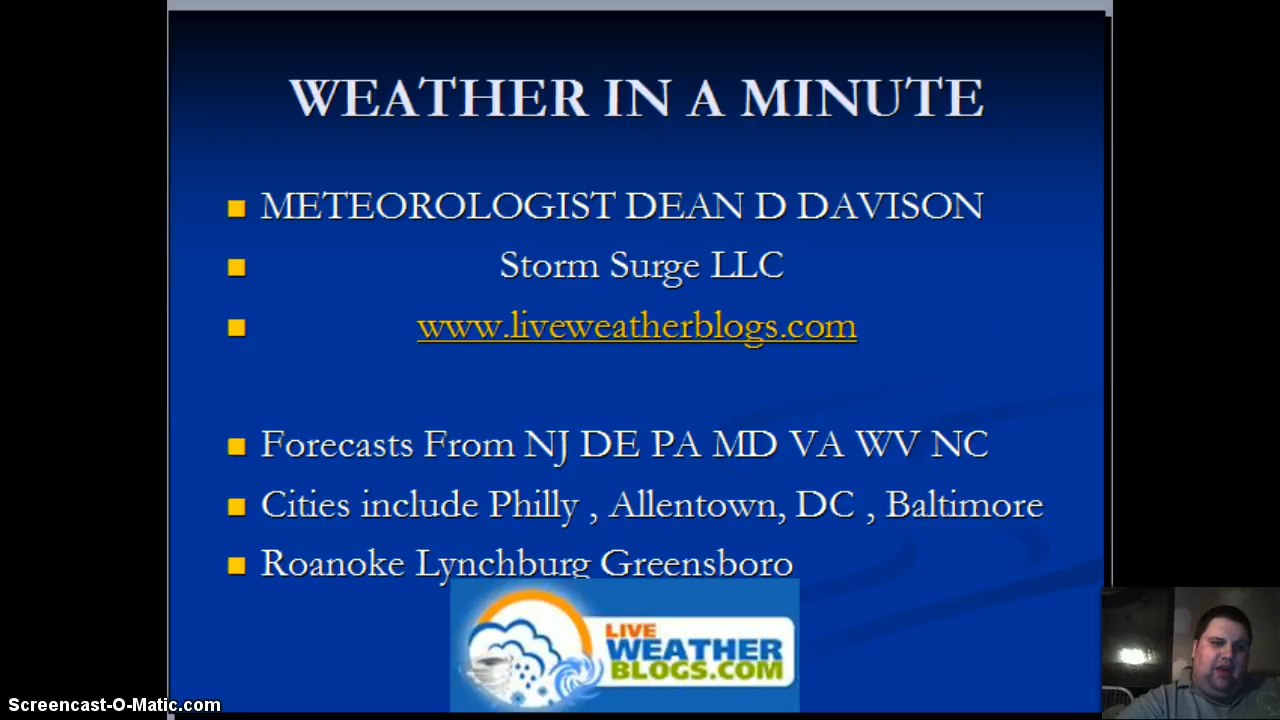 WEATHER IN A MINUTE
METEOROLOGIST DEAN D DAVISON
Storm Surge LLC
www.liveweatherblogs.com
Forecasts From NJ DE PA MD VA WV NC
Cities include Philly , Allentown, DC , Baltimore
Roanoke Lynchburg Greensboro
LIVE
WEATHER
BLOGS.COM
Screencast-O-Matic.com